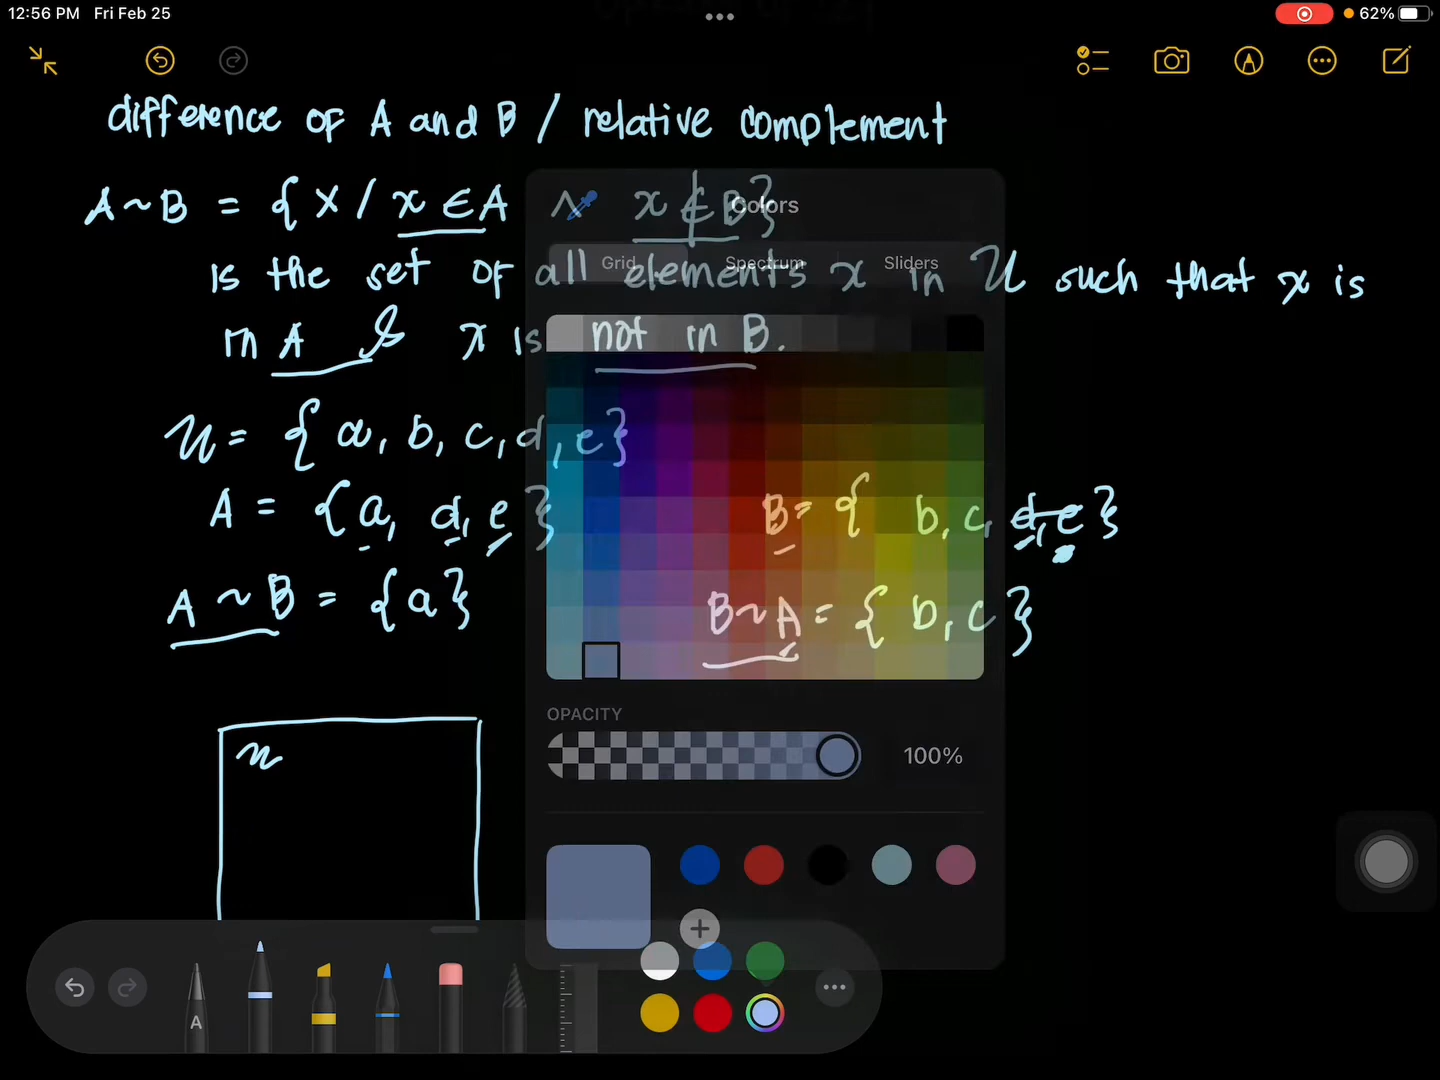 12:56 PM Fri Feb 25
62%
difference of A and B / relative complement
A ~ B = { x / x ∈ A ∧ x ∉ B }
Colors
Grid Spectrum Sliders
is the set of all elements x in U such that x is
in A & x is not in B.
U = { a, b, c, d, e }
A = { a, d, e } B = { b, c, d, e }
A ~ B = { a } B ~ A = { b, c }
OPACITY
100%
U
A